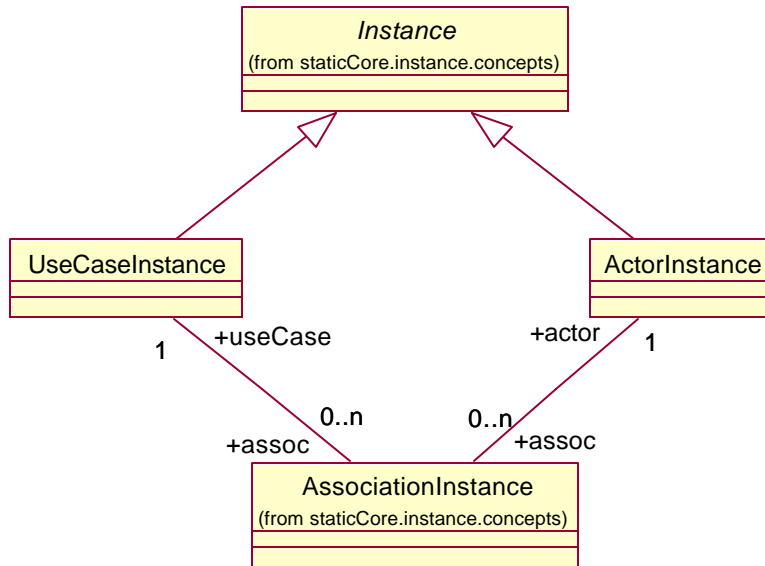 Instance
(from staticCore.instance.concepts)
UseCaseInstance
ActorInstance
+useCase
+actor
1
1
0..n
0..n
+assoc
+assoc
AssociationInstance
(from staticCore.instance.concepts)